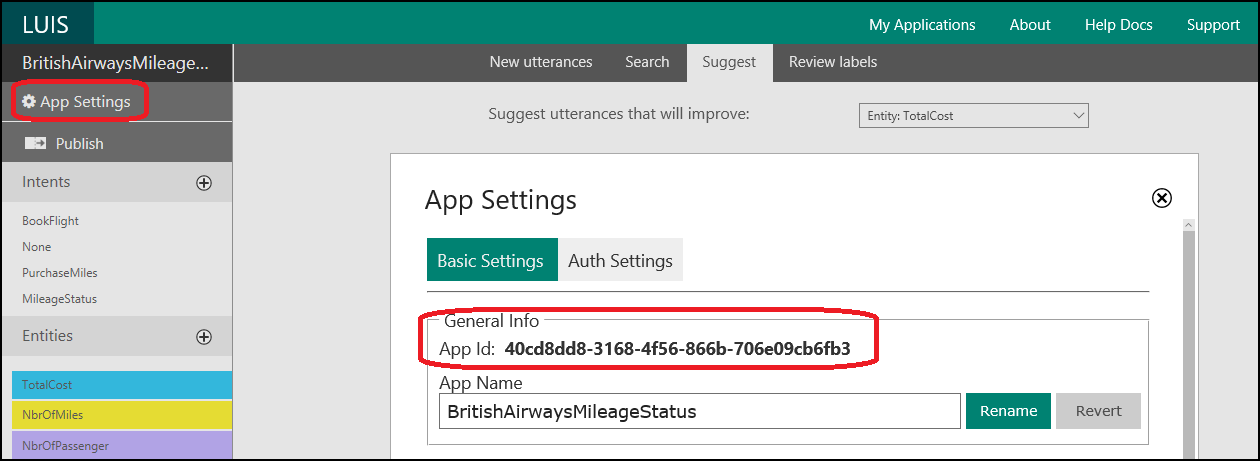 LUIS
My Applications
About
Help Docs
Support
BritishAirwaysMileage...
New utterances
Search
Suggest
Review labels
App Settings
Suggest utterances that will improve:
Entity: TotalCost
Publish
Intents
BookFlight
None
PurchaseMiles
MileageStatus
Entities
TotalCost
NbrOfMiles
NbrOfPassenger
App Settings
Basic Settings
Auth Settings
General Info
App Id: 40cd8dd8-3168-4f56-866b-706e09cb6fb3
App Name
BritishAirwaysMileageStatus
Rename
Revert